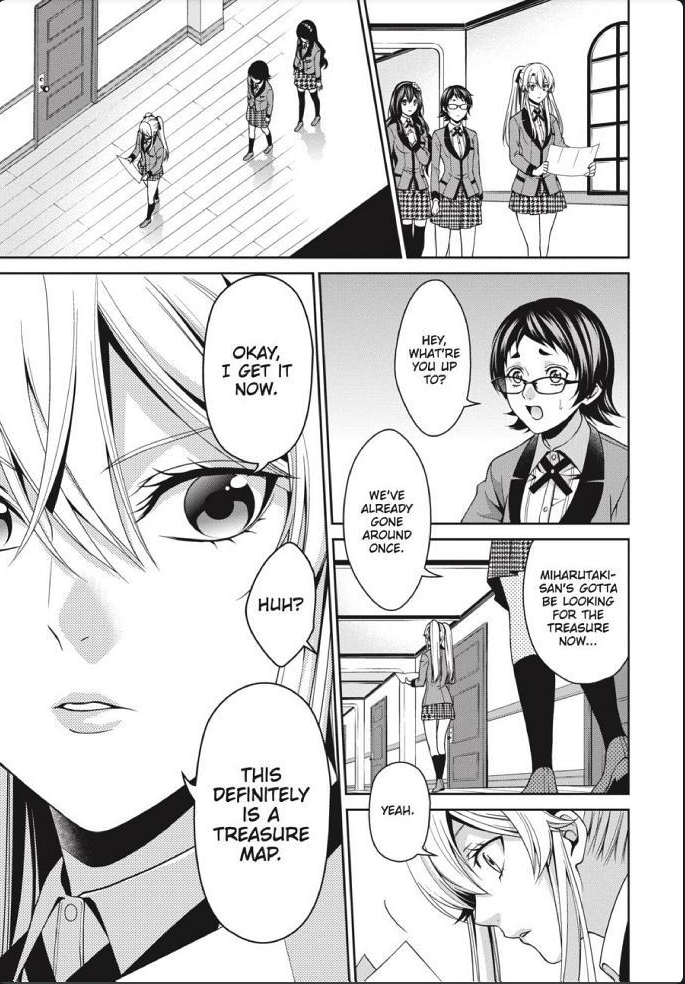 HEY,
WHAT'RE
YOU UP
TO?
WE'VE
ALREADY
GONE
AROUND
ONCE.
MIHARUTAKI-
SAN'S GOTTA
BE LOOKING
FOR THE
TREASURE
NOW...
YEAH.
OKAY,
I GET IT
NOW.
HUH?
THIS
DEFINITELY
IS A
TREASURE
MAP.